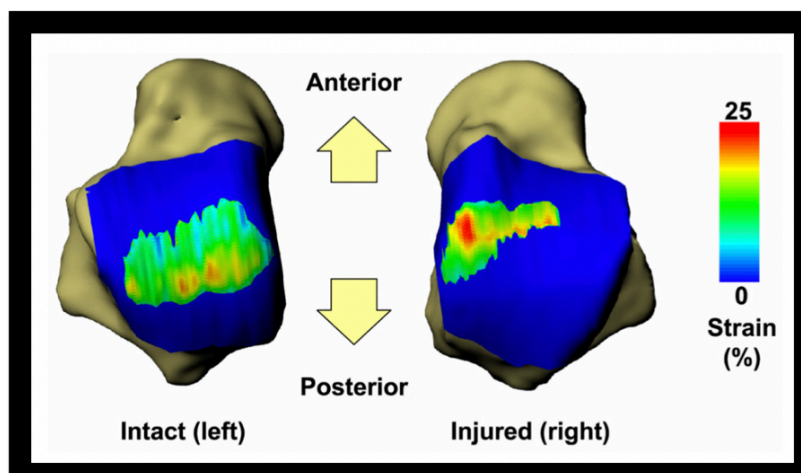 Anterior
25
0
Strain
(%)
Posterior
Intact (left)
Injured (right)